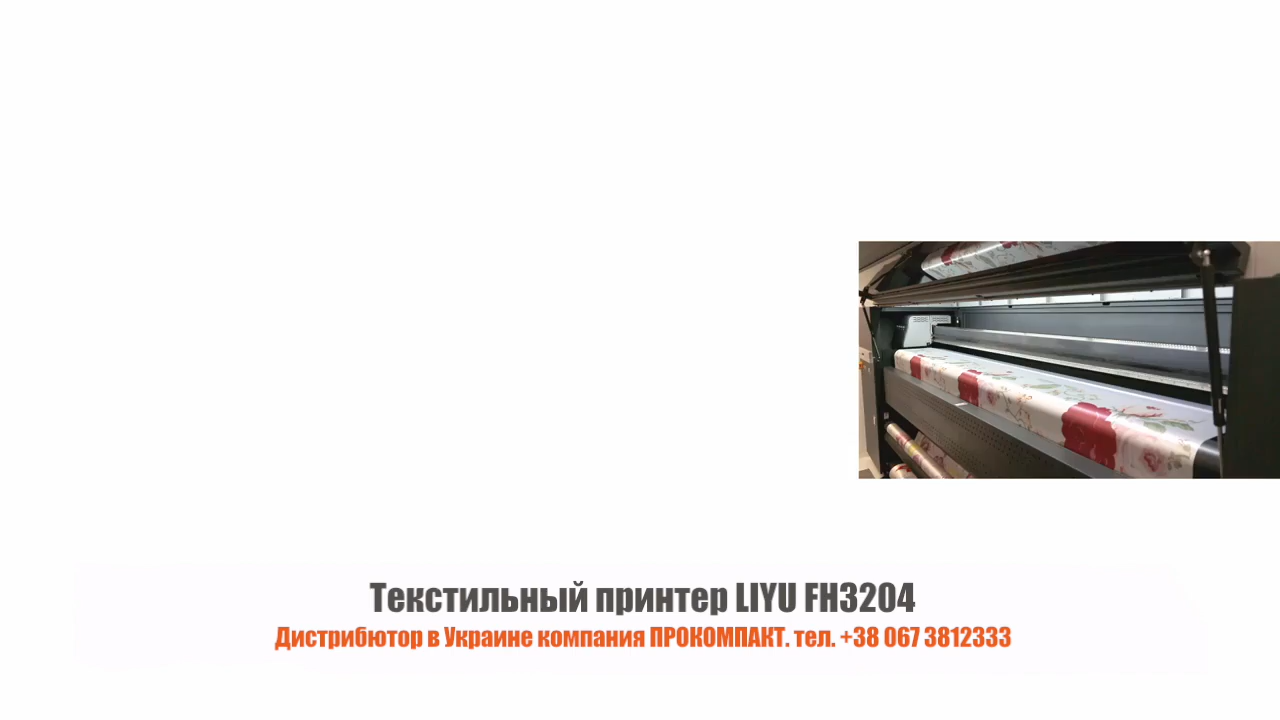 Текстильный принтер LIYU FH3204
Дистрибютор в Украине компания ПРОКОМПАКТ. тел. +38 067 3812333